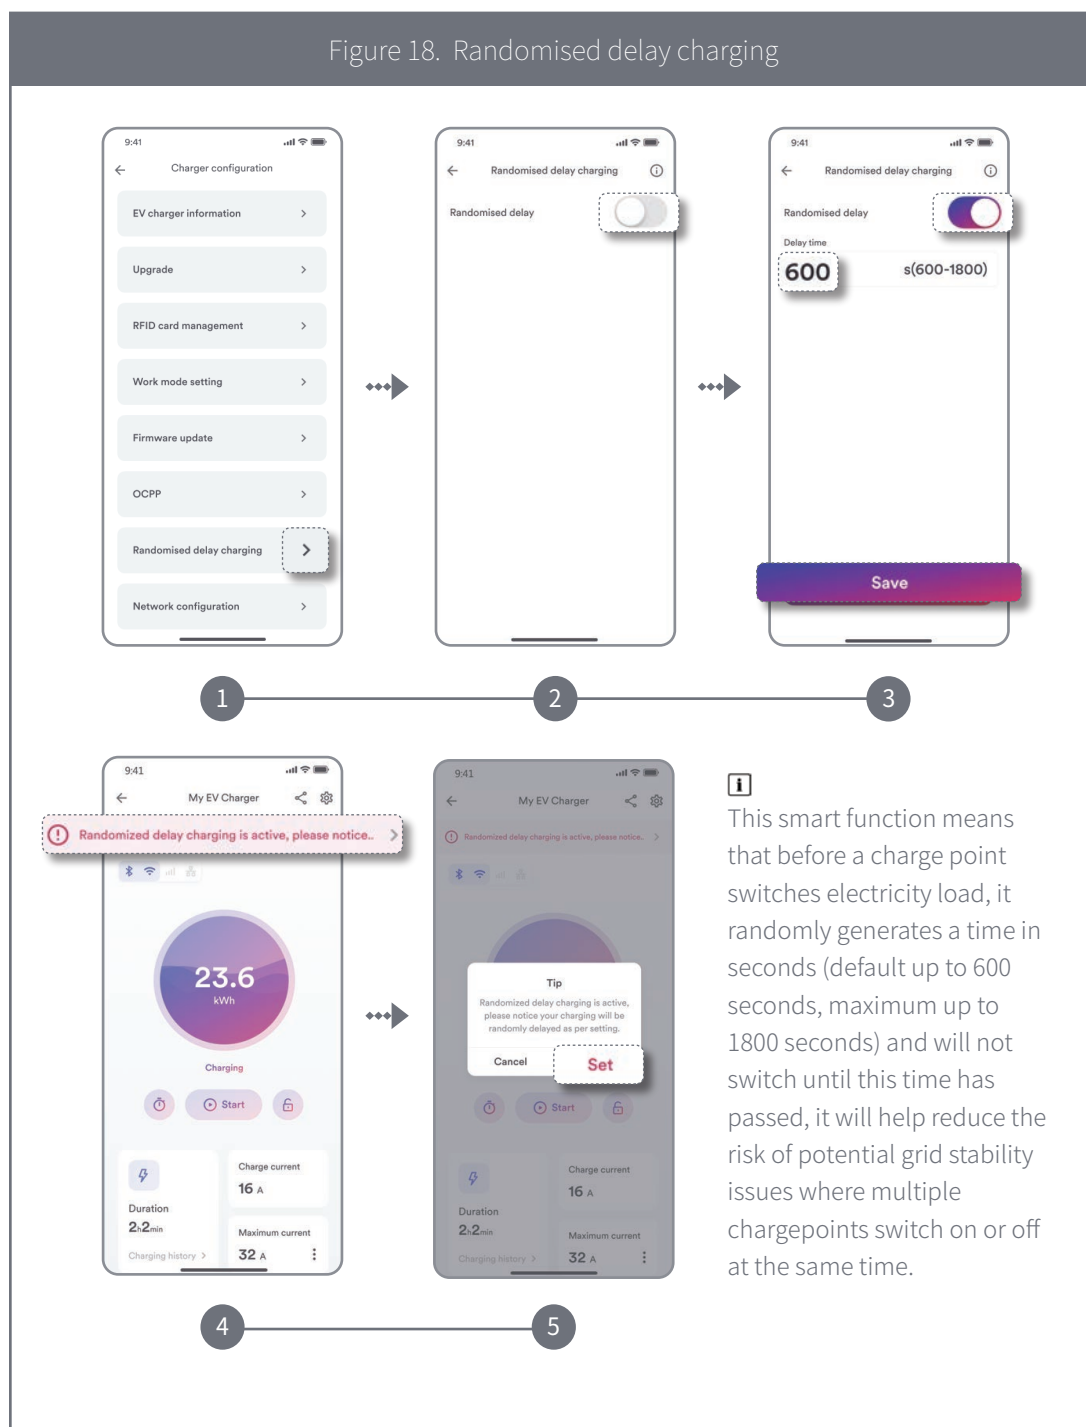 Figure 18. Randomised delay charging
9:41
Charger configuration
EV charger information
Upgrade
RFID card management
Work mode setting
Firmware update
OCPP
Randomised delay charging
Network configuration
9:41
Randomised delay charging
Randomised delay
9:41
Randomised delay charging
Randomised delay
Delay time
600 s(600-1800)
Save
1
2
3
9:41
My EV Charger
Randomized delay charging is active, please notice..
23.6
kWh
Charging
Start
Duration
2h2min
Charging history
Charge current
16 A
Maximum current
32 A
9:41
My EV Charger
Randomized delay charging is active, please notice..
Tip
Randomized delay charging is active,
please notice your charging will be
randomly delayed as per setting.
Cancel Set
Start
Duration
2h2min
Charging history
Charge current
16 A
Maximum current
32 A
i
This smart function means
that before a charge point
switches electricity load, it
randomly generates a time in
seconds (default up to 600
seconds, maximum up to
1800 seconds) and will not
switch until this time has
passed, it will help reduce the
risk of potential grid stability
issues where multiple
chargepoints switch on or off
at the same time.
4
5